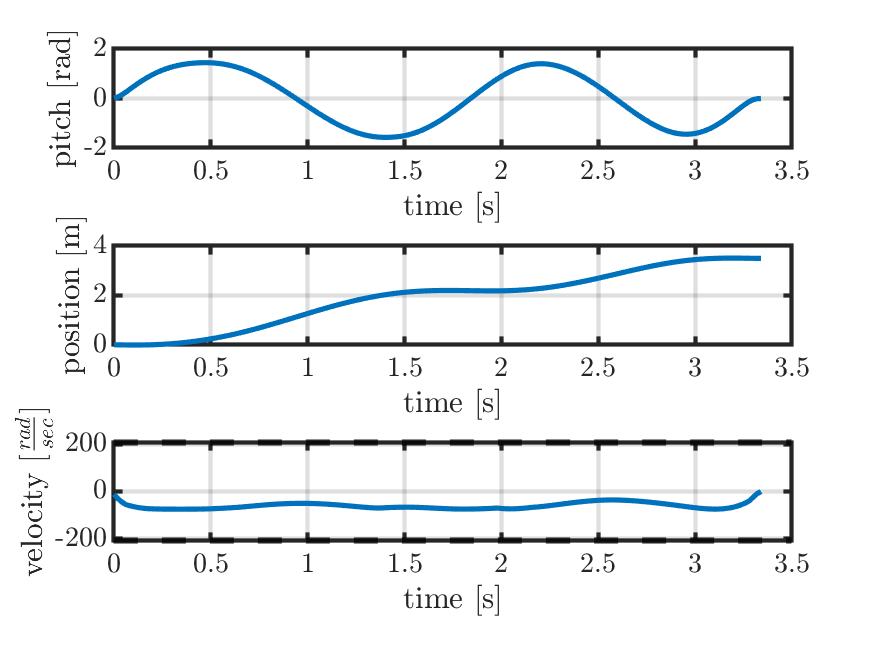 pitch [rad]
2
0
-2
0 0.5 1 1.5 2 2.5 3 3.5
time [s]
position [m]
4
2
0
0 0.5 1 1.5 2 2.5 3 3.5
time [s]
velocity [rad/sec]
200
0
-200
0 0.5 1 1.5 2 2.5 3 3.5
time [s]